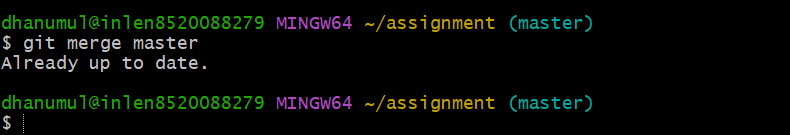 dhanumul@inlen8520088279 MINGW64 ~/assignment (master)
$ git merge master
Already up to date.
dhanumul@inlen8520088279 MINGW64 ~/assignment (master)
$